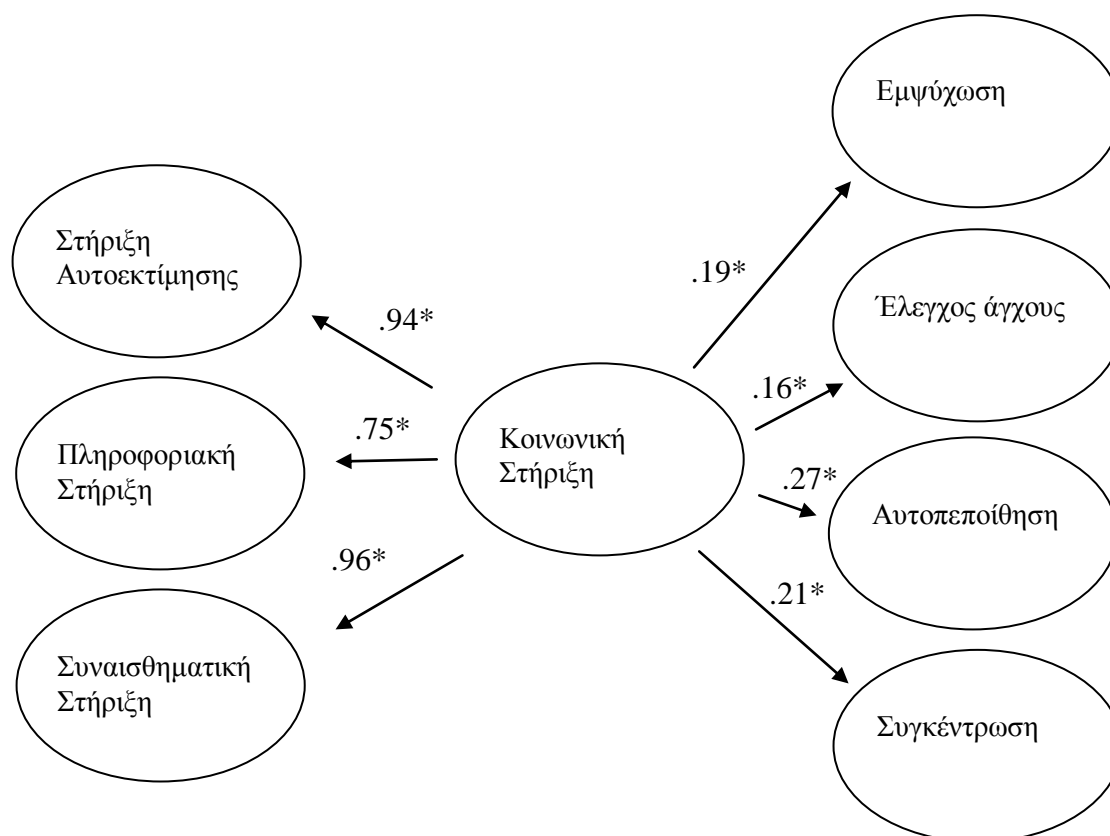 Εμψύχωση
Στήριξη
Αυτοεκτίμησης
.19*
Έλεγχος άγχους
.94*
.16*
.75*
Κοινωνική
Στήριξη
Πληροφοριακή
Στήριξη
.27*
Αυτοπεποίθηση
.96*
.21*
Συναισθηματική
Στήριξη
Συγκέντρωση